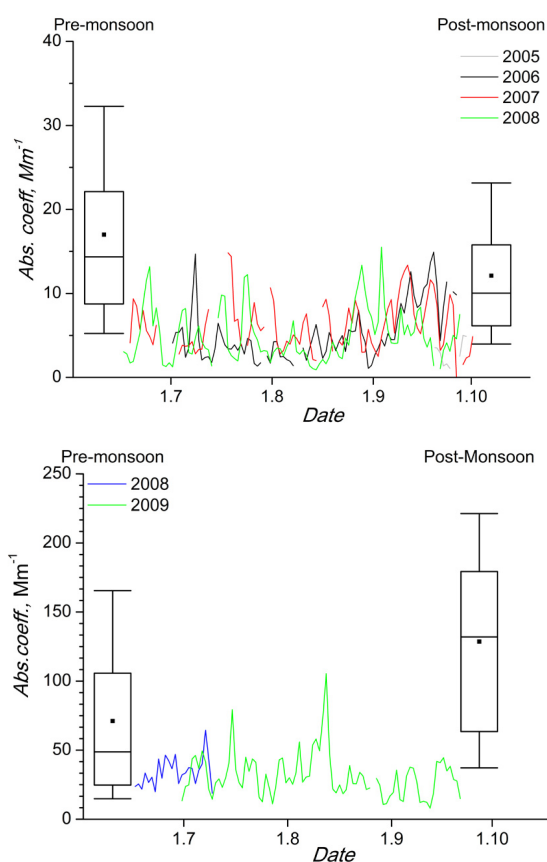 Pre-monsoon Post-monsoon
40
30
20
10
0
Abs. coeff, Mm-1
2005
2006
2007
2008
1.7 1.8 1.9 1.10
Date
Pre-monsoon Post-Monsoon
250
200
150
100
50
0
Abs.coeff., Mm-1
2008
2009
1.7 1.8 1.9 1.10
Date